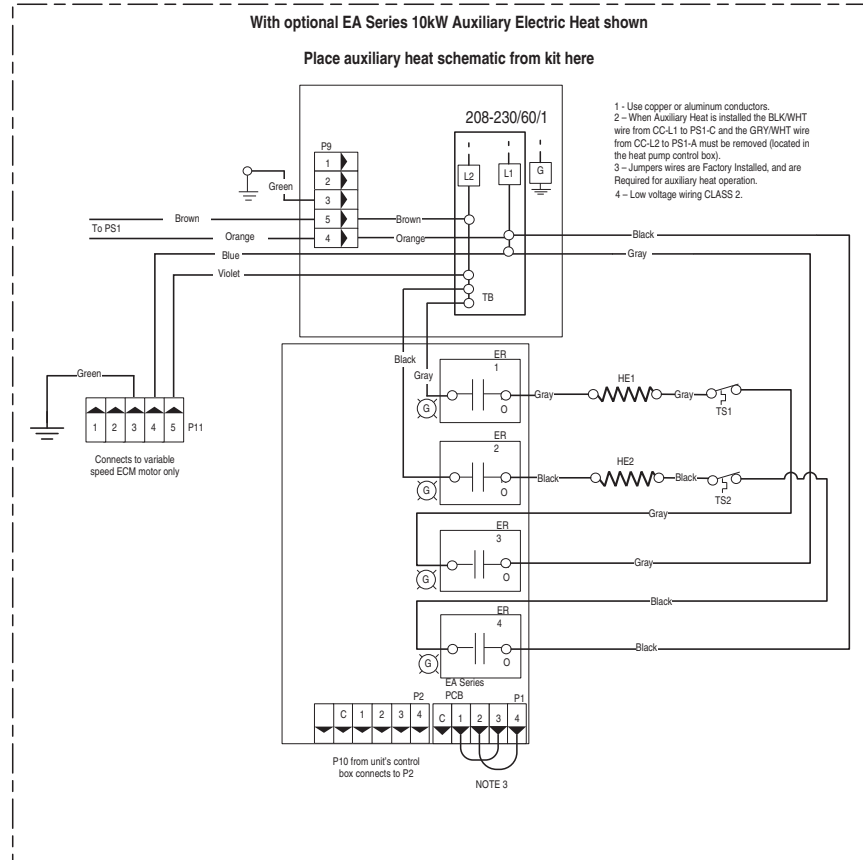 With optional EA Series 10kW Auxiliary Electric Heat shown
Place auxiliary heat schematic from kit here
208-230/60/1
1 - Use copper or aluminum conductors.
2 – When Auxiliary Heat is installed the BLK/WHT
wire from CC-L1 to PS1-C and the GRY/WHT wire
from CC-L2 to PS1-A must be removed (located in
the heat pump control box).
3 – Jumpers wires are Factory Installed, and are
Required for auxiliary heat operation.
4 – Low voltage wiring CLASS 2.
P9
1
2
3
5
4
L2
L1
G
Green
To PS1
Brown
Brown
Orange
Orange
Black
Blue
Gray
Violet
TB
Black
Gray
ER
1
G
O
Gray
HE1
Gray
TS1
Green
1
2
3
4
5
P11
Connects to variable
speed ECM motor only
ER
2
G
O
Black
HE2
Black
TS2
Gray
ER
3
G
O
Gray
Black
ER
4
G
O
Black
EA Series
PCB
P2
C
1
2
3
4
P1
C
1
2
3
4
P10 from unit's control
box connects to P2
NOTE 3